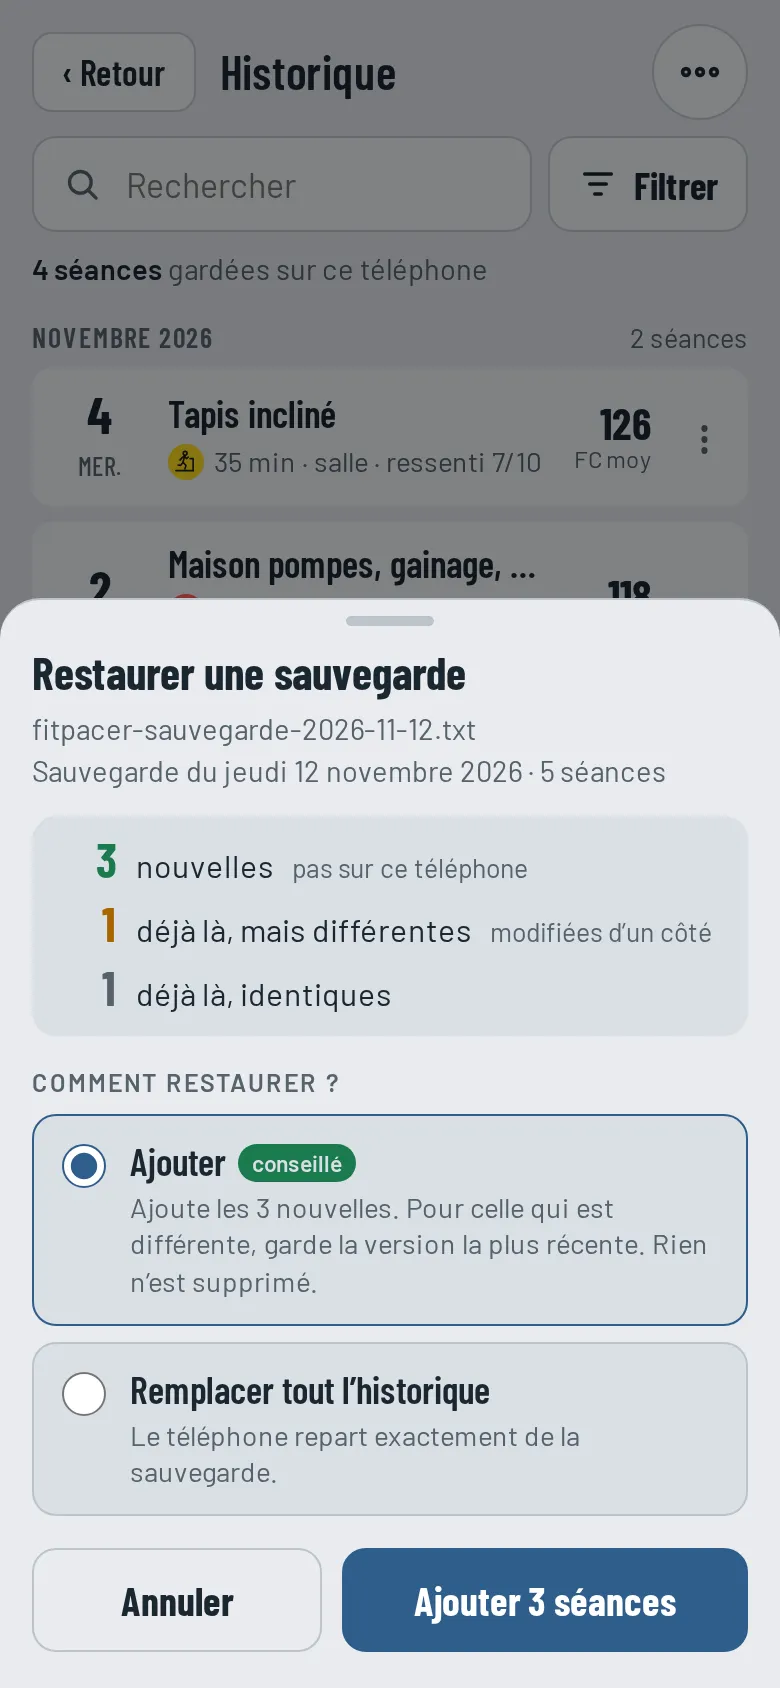 ‹ Retour
Historique
Rechercher
Filtrer
4 séances gardées sur ce téléphone
NOVEMBRE 2026
2 séances
4
MER.
Tapis incliné
35 min · salle · ressenti 7/10
126
FC moy
2
Maison pompes, gainage, ...
118
Restaurer une sauvegarde
fitpacer-sauvegarde-2026-11-12.txt
Sauvegarde du jeudi 12 novembre 2026 · 5 séances
3 nouvelles pas sur ce téléphone
1 déjà là, mais différentes modifiées d’un côté
1 déjà là, identiques
COMMENT RESTAURER ?
Ajouter conseillé
Ajoute les 3 nouvelles. Pour celle qui est
différente, garde la version la plus récente. Rien
n’est supprimé.
Remplacer tout l’historique
Le téléphone repart exactement de la
sauvegarde.
Annuler
Ajouter 3 séances